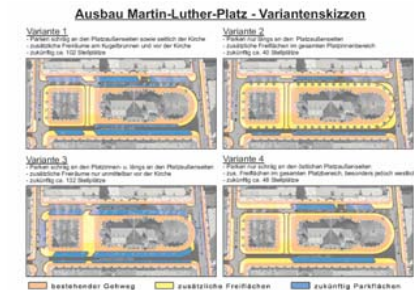 Ausbau Martin-Luther-Platz - Variantenskizzen
Variante 1
- Parken schräg an den Platzaußenseiten sowie seitlich der Kirche
- zusätzliche Freiräume am Kugelbrunnen und vor der Kirche
- zukünftig ca. 102 Stellplätze
Variante 2
- Parken nur längs an den Platzaußenseiten
- zusätzliche Freiflächen im gesamten Platzinnenbereich
- zukünftig ca. 40 Stellplätze
Variante 3
- Parken schräg an den Platzinnen- u. längs an den Platzaußenseiten
- zusätzliche Freiräume nur unmittelbar vor der Kirche
- zukünftig ca. 122 Stellplätze
Variante 4
- Parken nur schräg an den östlichen Platzaußenseiten
- zus. Freiflächen im gesamten Platzbereich, besonders jedoch westlich
- zukünftig ca. 48 Stellplätze
bestehender Gehweg
zusätzliche Freiflächen
zukünftig Parkflächen